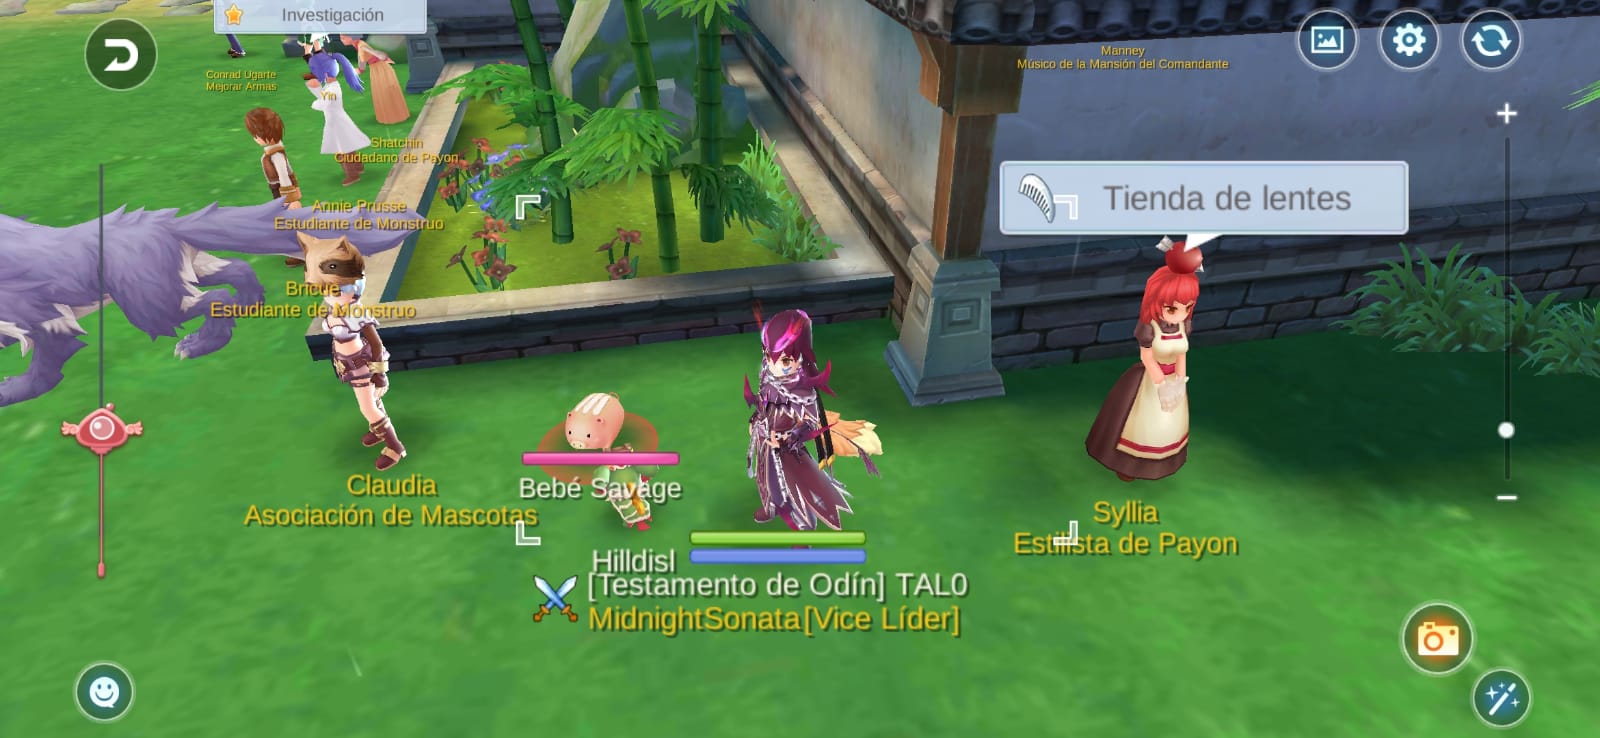 Investigación
Conrad Ugarte
Mejorar Armas
Yin
Shatchin
Ciudadano de Payon
Annie Prusse
Estudiante de Monstruo
Bricue
Estudiante de Monstruo
Manney
Músico de la Mansión del Comandante
Tienda de lentes
Claudia
Asociación de Mascotas
Bebé Savage
Syllia
Estilista de Payon
Hilldisl
[Testamento de Odín] TAL0
MidnightSonata[Vice Líder]